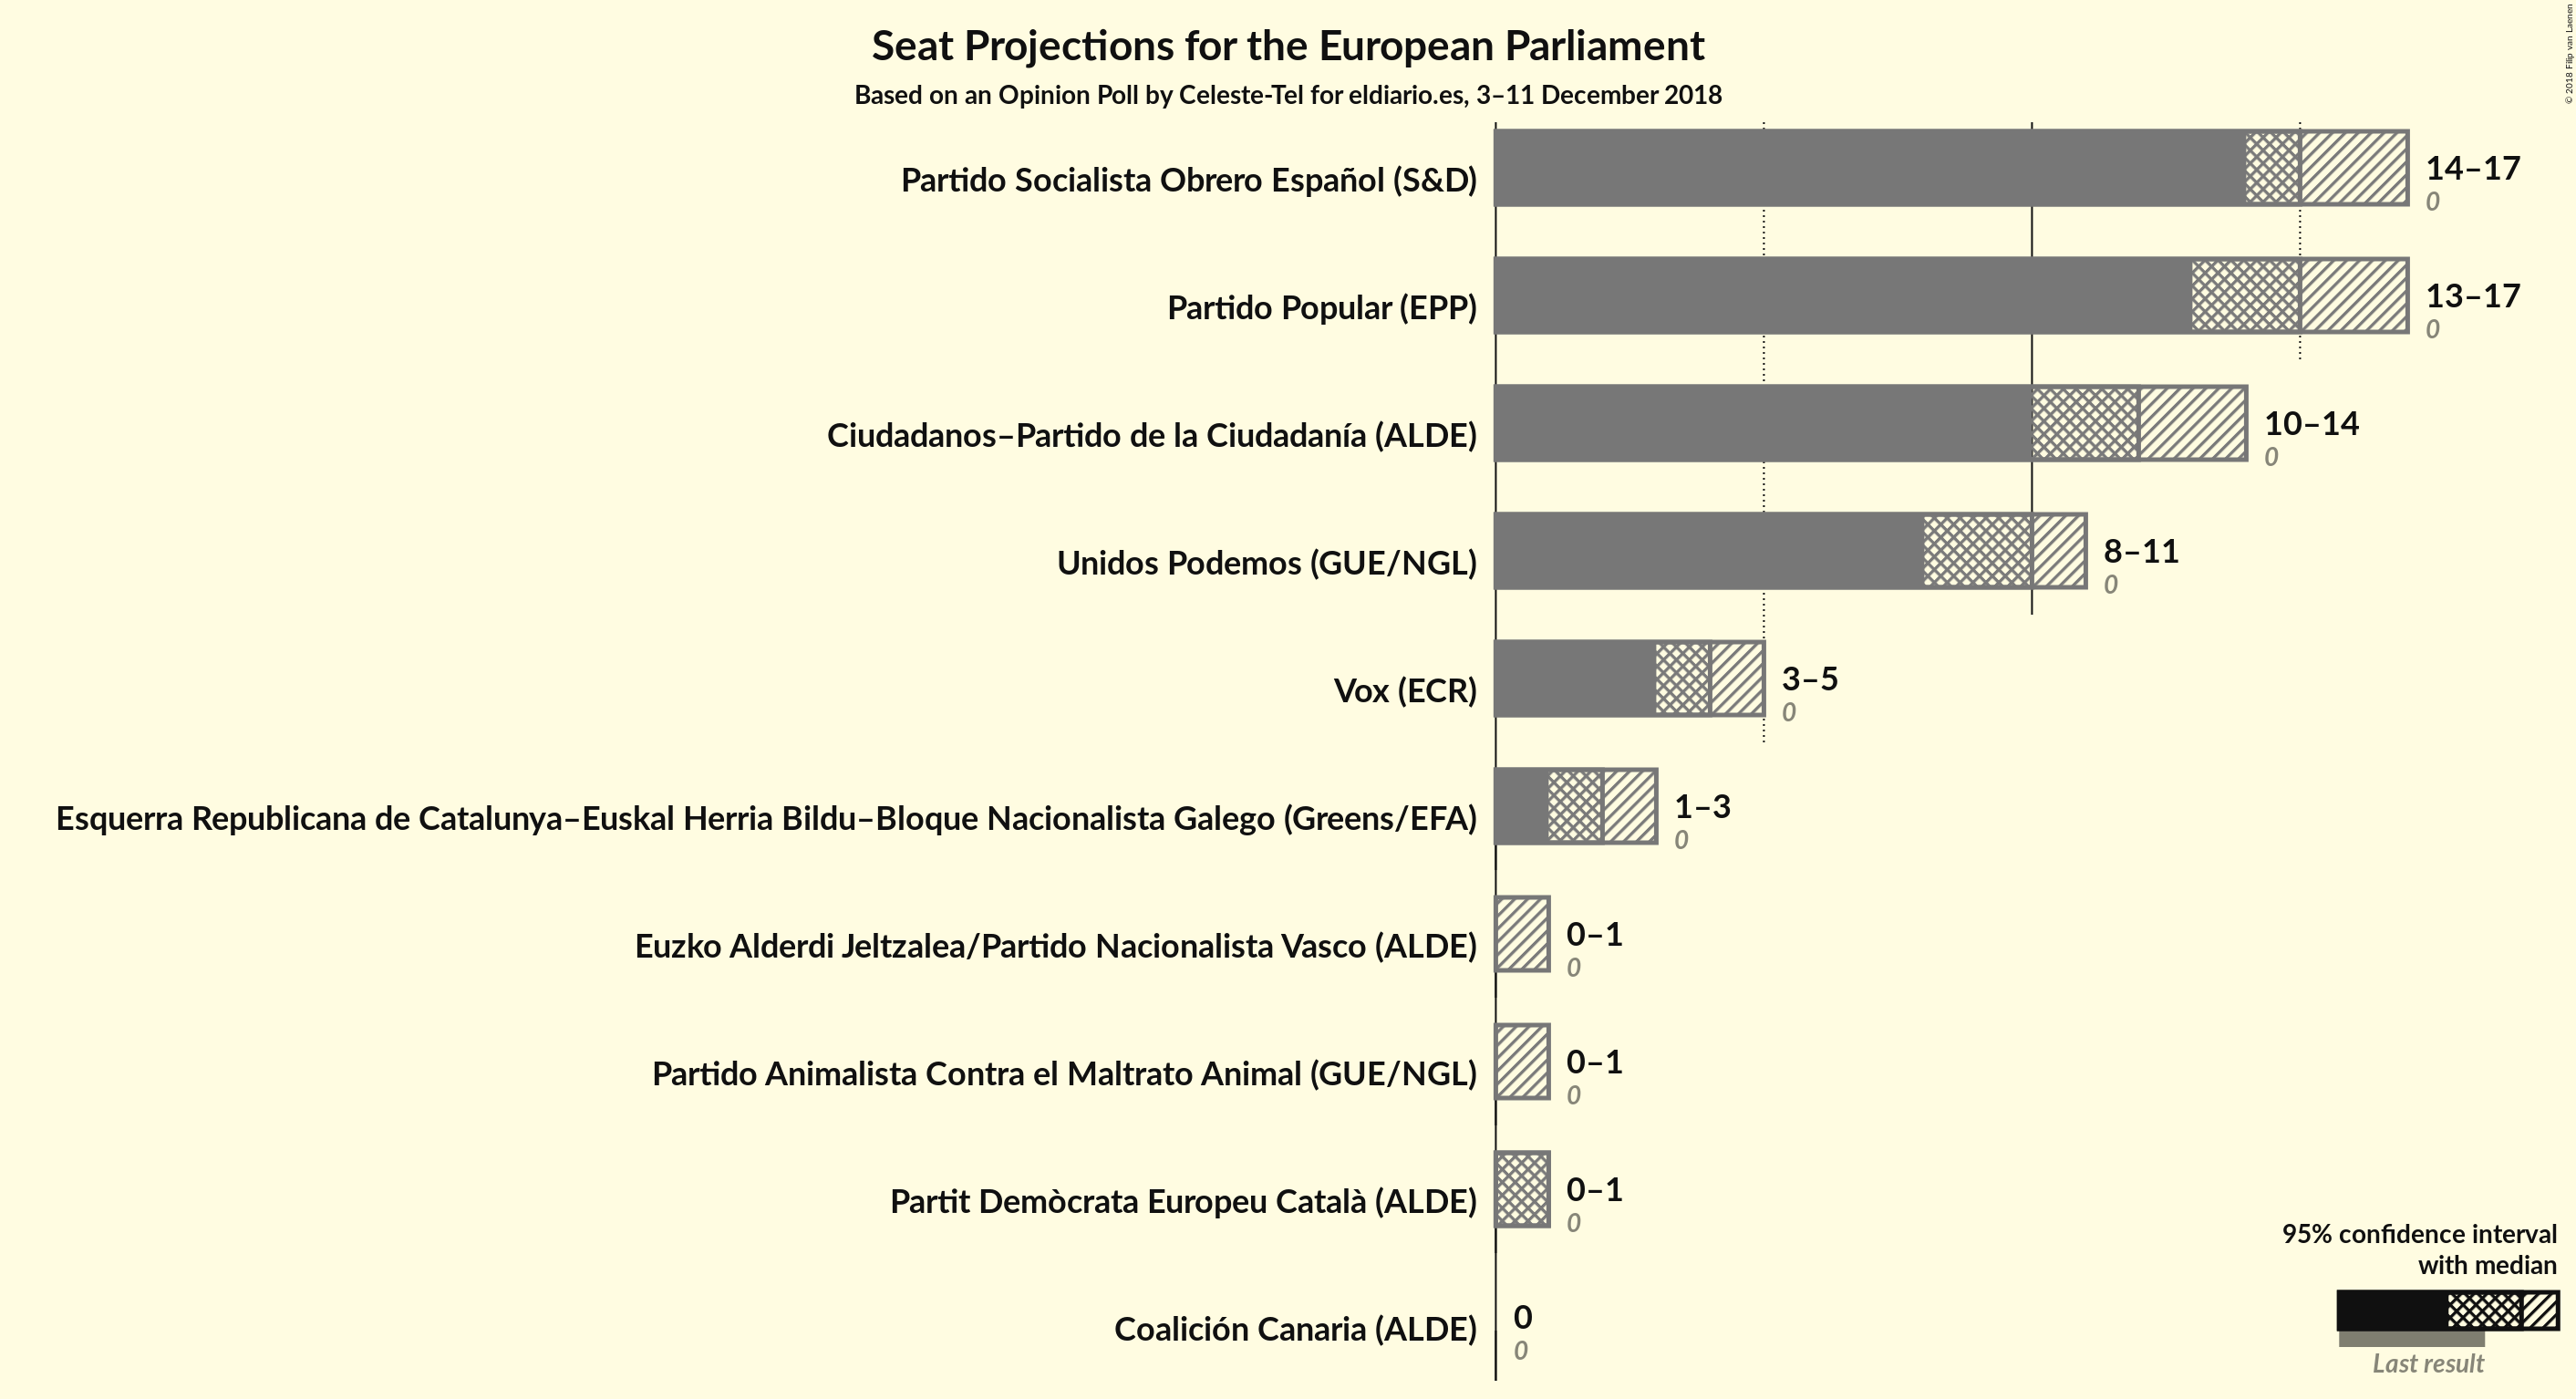 Seat Projections for the European Parliament
Based on an Opinion Poll by Celeste-Tel for eldiario.es, 3–11 December 2018
© 2018 Filip van Laenen
Partido Socialista Obrero Español (S&D)
14–17
0
Partido Popular (EPP)
13–17
0
Ciudadanos–Partido de la Ciudadanía (ALDE)
10–14
0
Unidos Podemos (GUE/NGL)
8–11
0
Vox (ECR)
3–5
0
Esquerra Republicana de Catalunya–Euskal Herria Bildu–Bloque Nacionalista Galego (Greens/EFA)
1–3
0
Euzko Alderdi Jeltzalea/Partido Nacionalista Vasco (ALDE)
0–1
0
Partido Animalista Contra el Maltrato Animal (GUE/NGL)
0–1
0
Partit Demòcrata Europeu Català (ALDE)
0–1
0
Coalición Canaria (ALDE)
0
0
95% confidence interval
with median
Last result